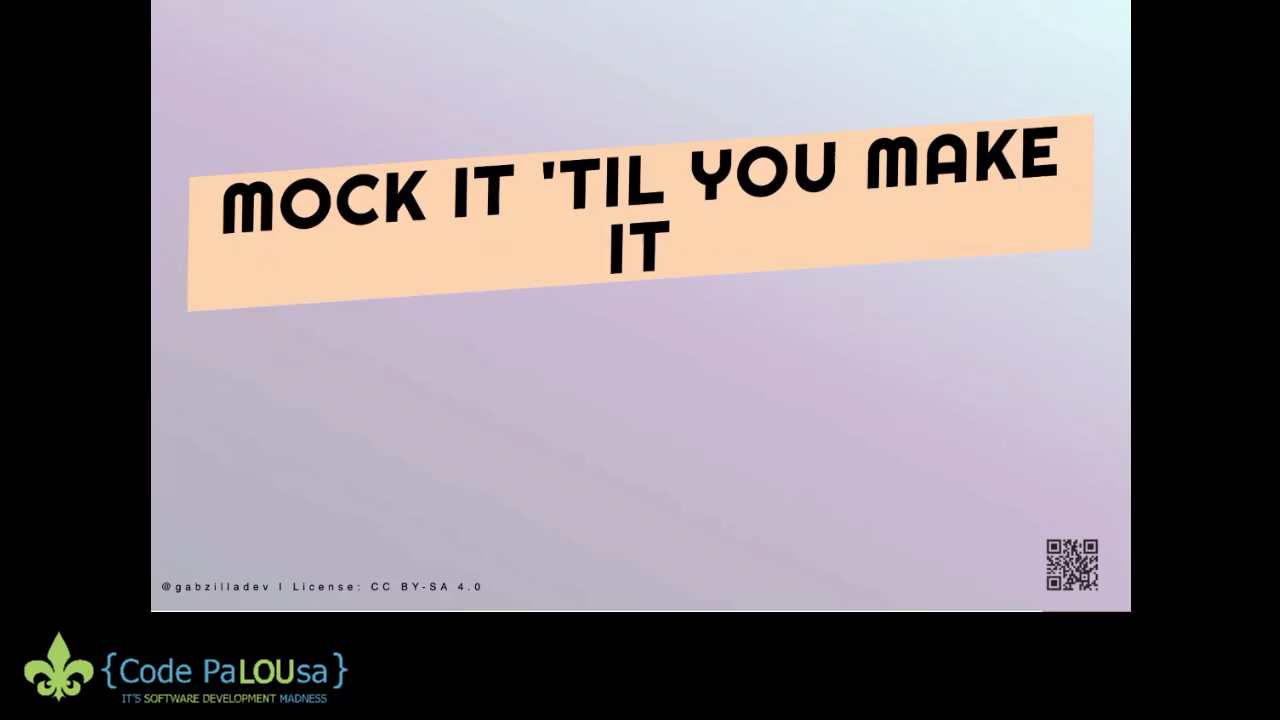 MOCK IT 'TIL YOU MAKE
IT
@gabzilladev I License: CC BY-SA 4.0
{Code PaLOUsa}
IT'S SOFTWARE DEVELOPMENT MADNESS